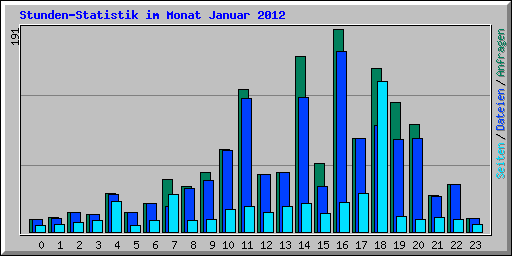 Stunden-Statistik im Monat Januar 2012
191
Seiten / Dateien / Anfragen
0 1 2 3 4 5 6 7 8 9 10 11 12 13 14 15 16 17 18 19 20 21 22 23